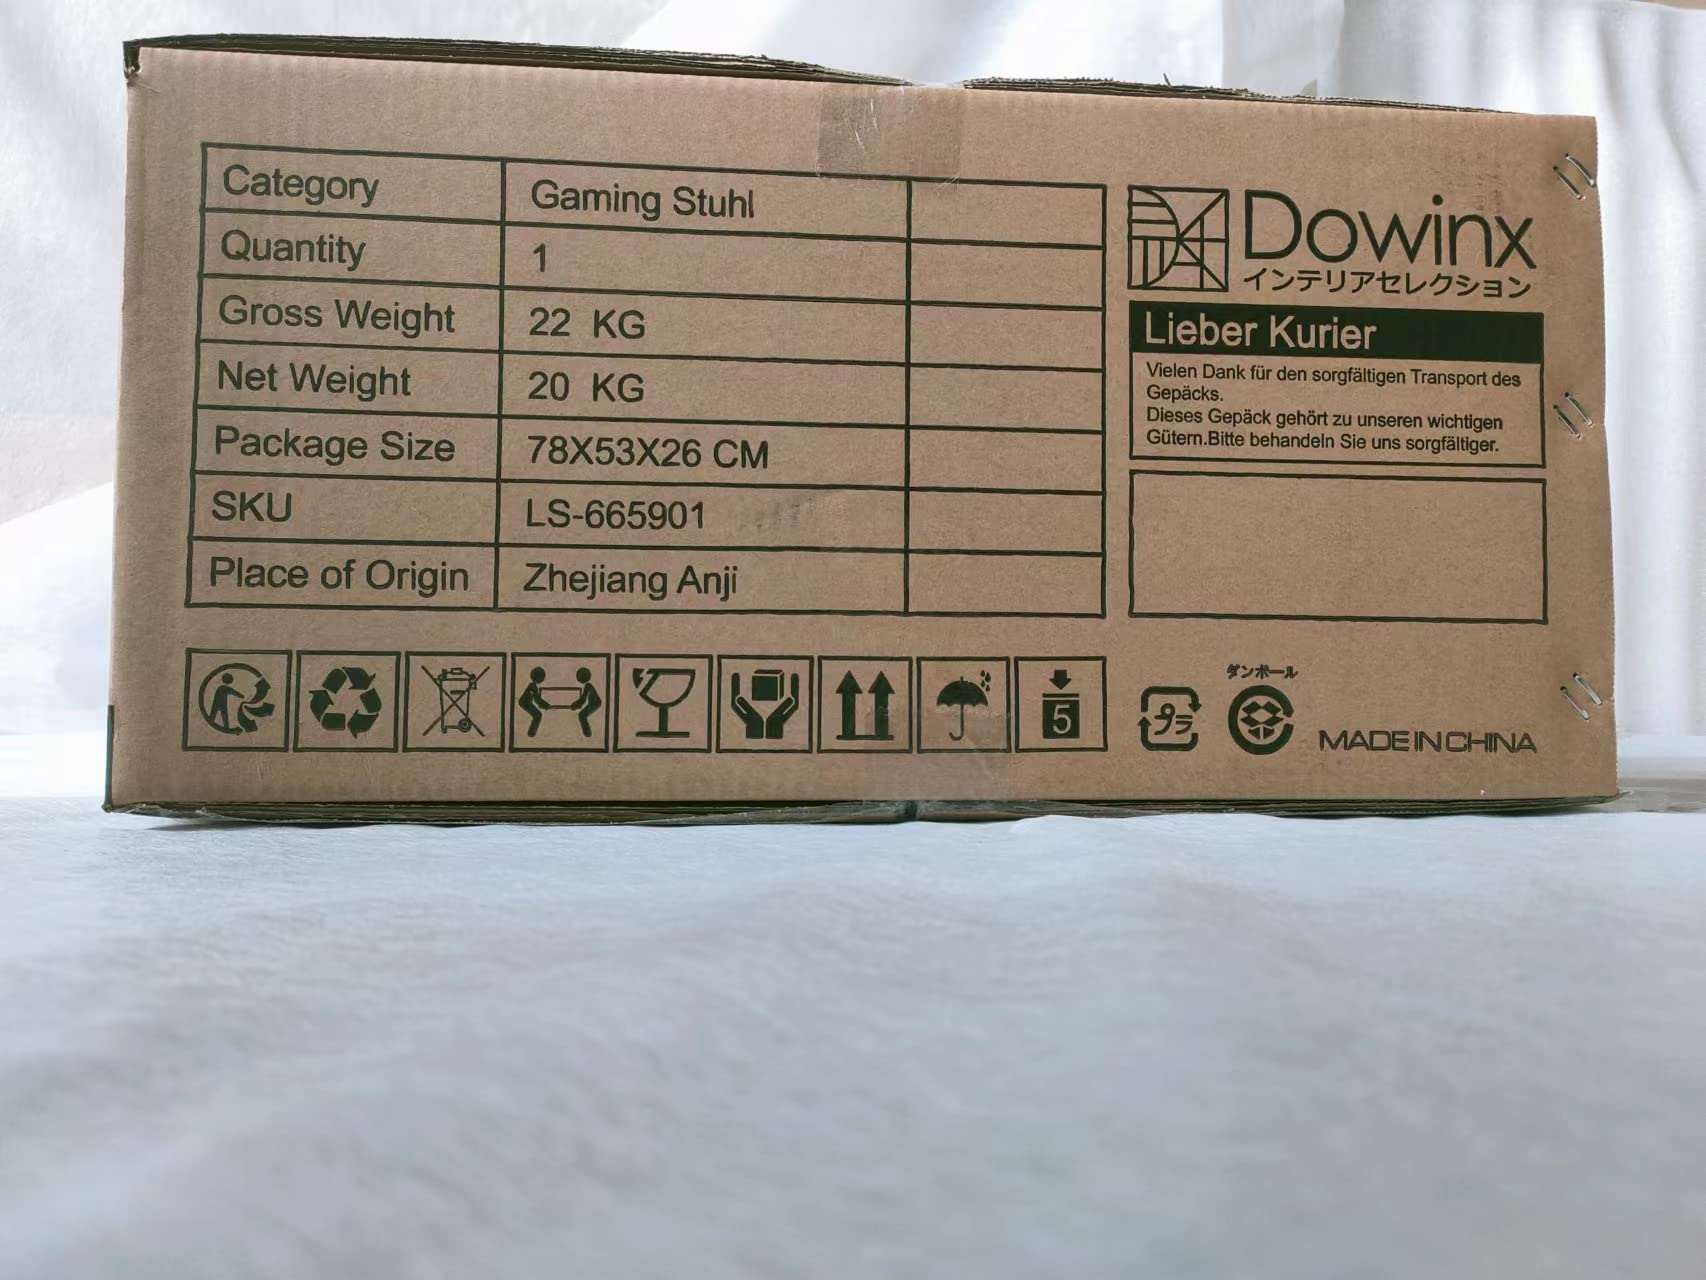 Category Gaming Stuhl
Quantity 1
Gross Weight 22 KG
Net Weight 20 KG
Package Size 78X53X26 CM
SKU LS-665901
Place of Origin Zhejiang Anji
Dowinx
インテリアセレクション
Lieber Kurier
Vielen Dank für den sorgfältigen Transport des
Gepäcks.
Dieses Gepäck gehört zu unseren wichtigen
Gütern.Bitte behandeln Sie uns sorgfältiger.
5
プラ
ダンボール
MADE IN CHINA